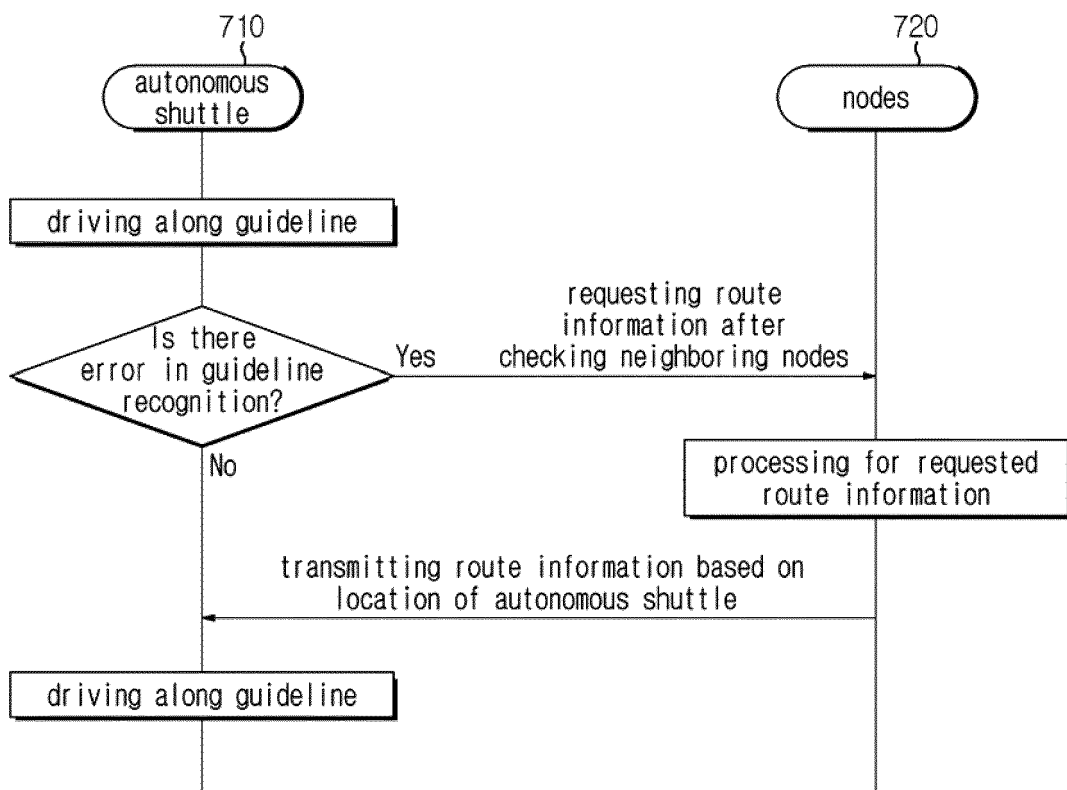 710
720
autonomous
shuttle
nodes
driving along guideline
Is there
error in guideline
recognition?
Yes
requesting route
information after
checking neighboring nodes
No
processing for requested
route information
transmitting route information based on
location of autonomous shuttle
driving along guideline